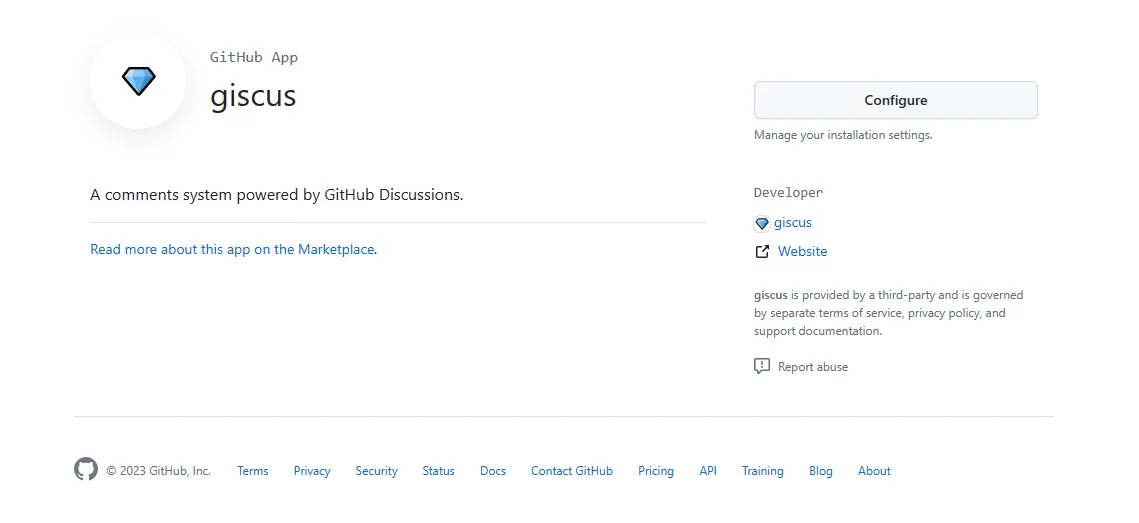 GitHub App
giscus
Configure
Manage your installation settings.
A comments system powered by GitHub Discussions.
Read more about this app on the Marketplace.
Developer
giscus
Website
giscus is provided by a third-party and is governed
by separate terms of service, privacy policy, and
support documentation.
Report abuse
© 2023 GitHub, Inc. Terms Privacy Security Status Docs Contact GitHub Pricing API Training Blog About